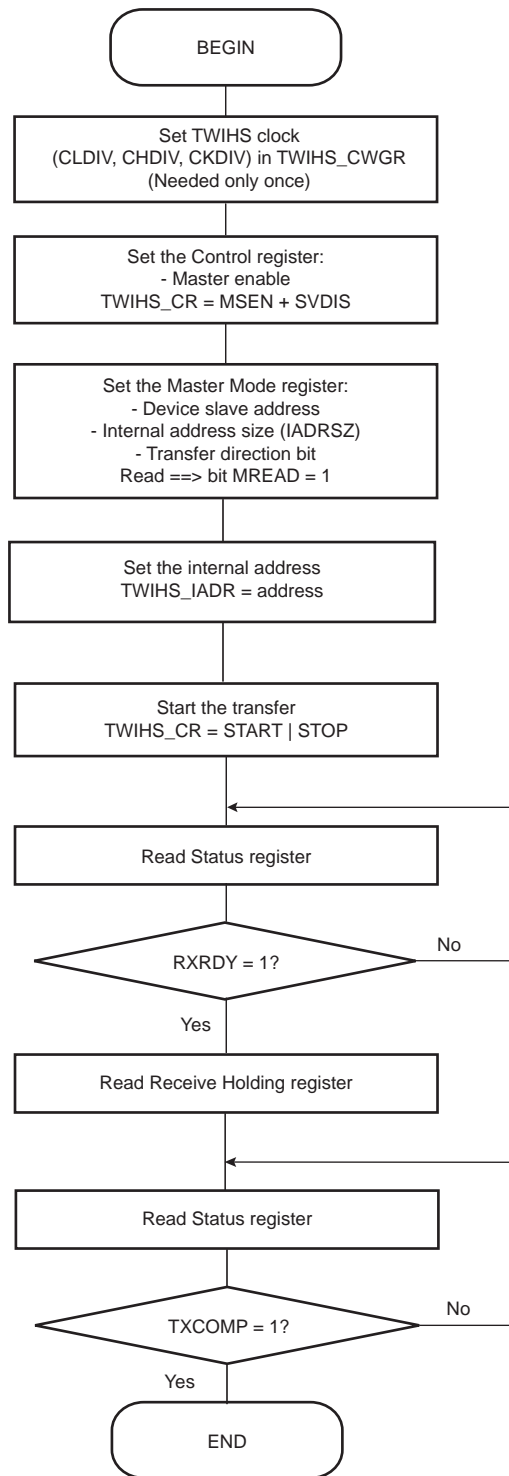 BEGIN
Set TWIHS clock
(CLDIV, CHDIV, CKDIV) in TWIHS_CWGR
(Needed only once)
Set the Control register:
- Master enable
TWIHS_CR = MSEN + SVDIS
Set the Master Mode register:
- Device slave address
- Internal address size (IADRSZ)
- Transfer direction bit
Read ==> bit MREAD = 1
Set the internal address
TWIHS_IADR = address
Start the transfer
TWIHS_CR = START | STOP
Read Status register
RXRDY = 1?
No
Yes
Read Receive Holding register
Read Status register
TXCOMP = 1?
No
Yes
END